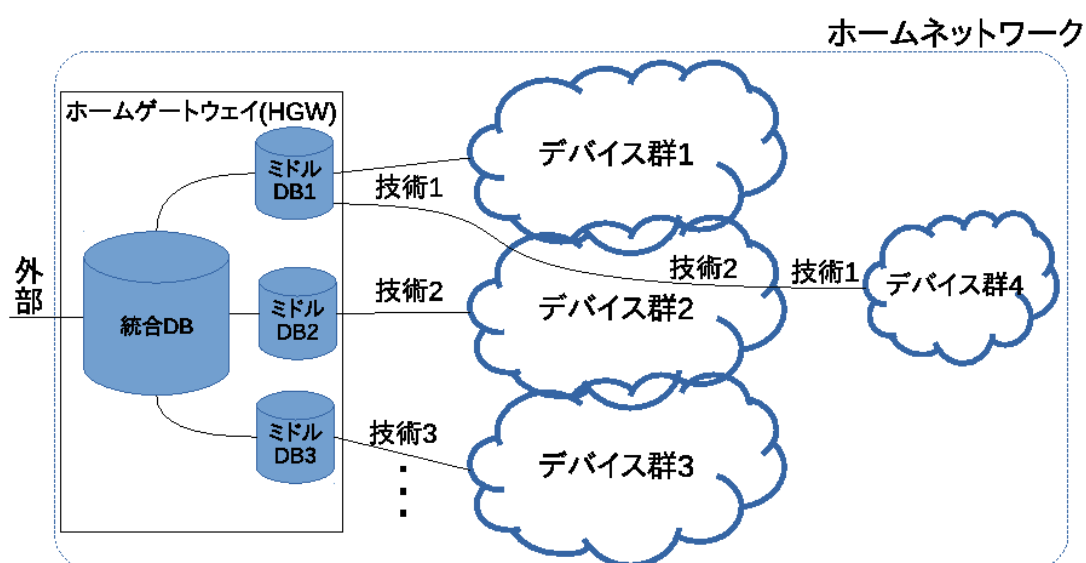 ホームネットワーク
ホームゲートウェイ(HGW)
ミドル
DB1
技術1
デバイス群1
外部
統合DB
ミドル
DB2
技術2
デバイス群2
技術2
技術1
デバイス群4
ミドル
DB3
技術3
デバイス群3